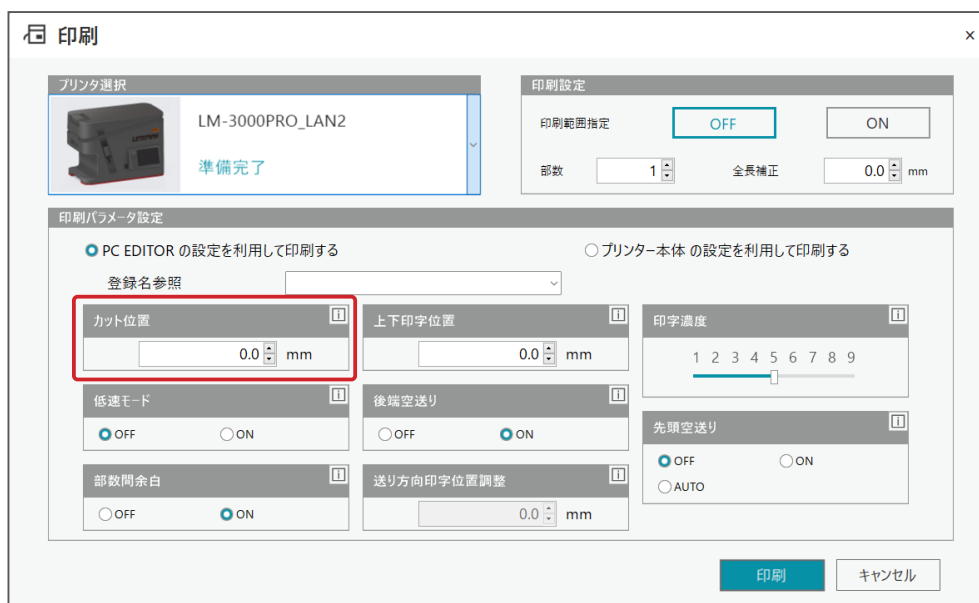 印刷
×
プリンタ選択
LM-3000PRO_LAN2
準備完了
印刷設定
印刷範囲指定 OFF ON
部数 1 全長補正 0.0 mm
印刷パラメータ設定
PC EDITOR の設定を利用して印刷する プリンター本体 の設定を利用して印刷する
登録名参照
カット位置 i
0.0 mm
上下印字位置 i
0.0 mm
印字濃度 i
1 2 3 4 5 6 7 8 9
低速モード i
OFF ON
後端空送り i
OFF ON
先頭空送り i
OFF ON
AUTO
部数間余白 i
OFF ON
送り方向印字位置調整 i
0.0 mm
印刷 キャンセル